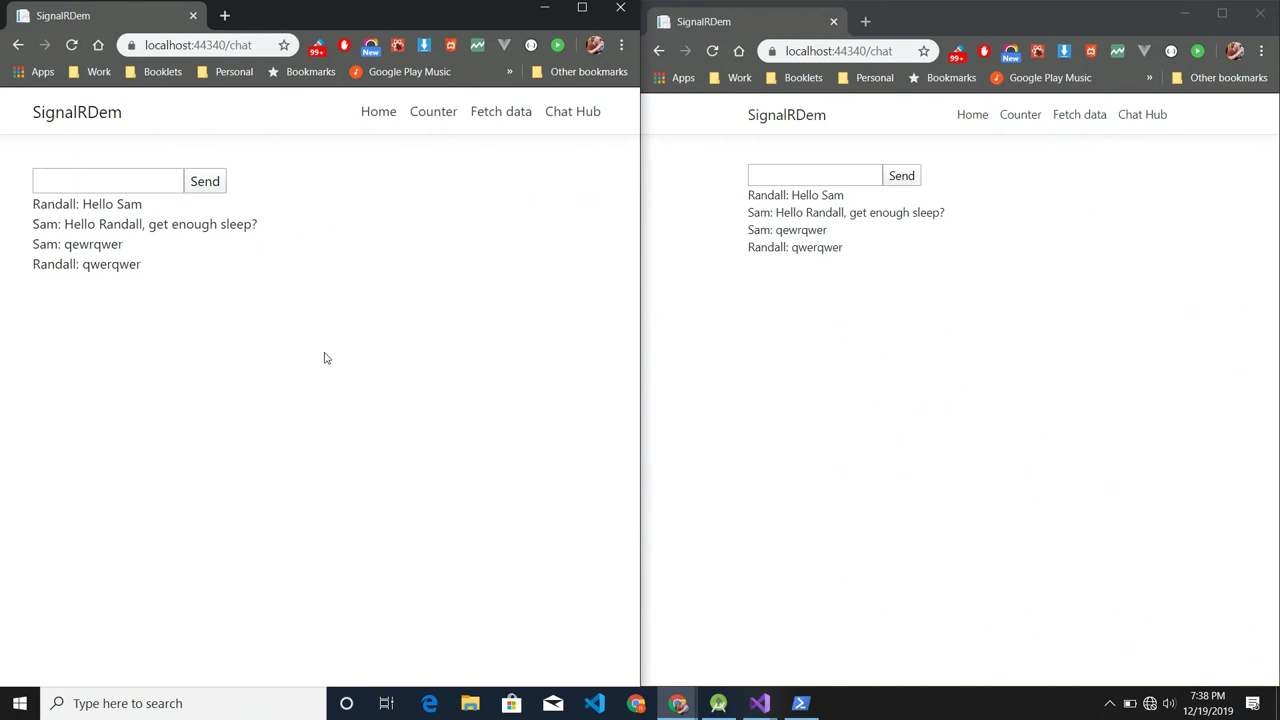 SignalRDem
localhost:44340/chat
99+
New
Apps
Work
Booklets
Personal
Bookmarks
Google Play Music
»
Other bookmarks
SignalRDem
Home
Counter
Fetch data
Chat Hub
Send
Randall: Hello Sam
Sam: Hello Randall, get enough sleep?
Sam: qewrqwer
Randall: qwerqwer
SignalRDem
localhost:44340/chat
99+
New
Apps
Work
Booklets
Personal
Bookmarks
Google Play Music
»
Other bookmarks
SignalRDem
Home
Counter
Fetch data
Chat Hub
Send
Randall: Hello Sam
Sam: Hello Randall, get enough sleep?
Sam: qewrqwer
Randall: qwerqwer
Type here to search
7:38 PM
12/19/2019